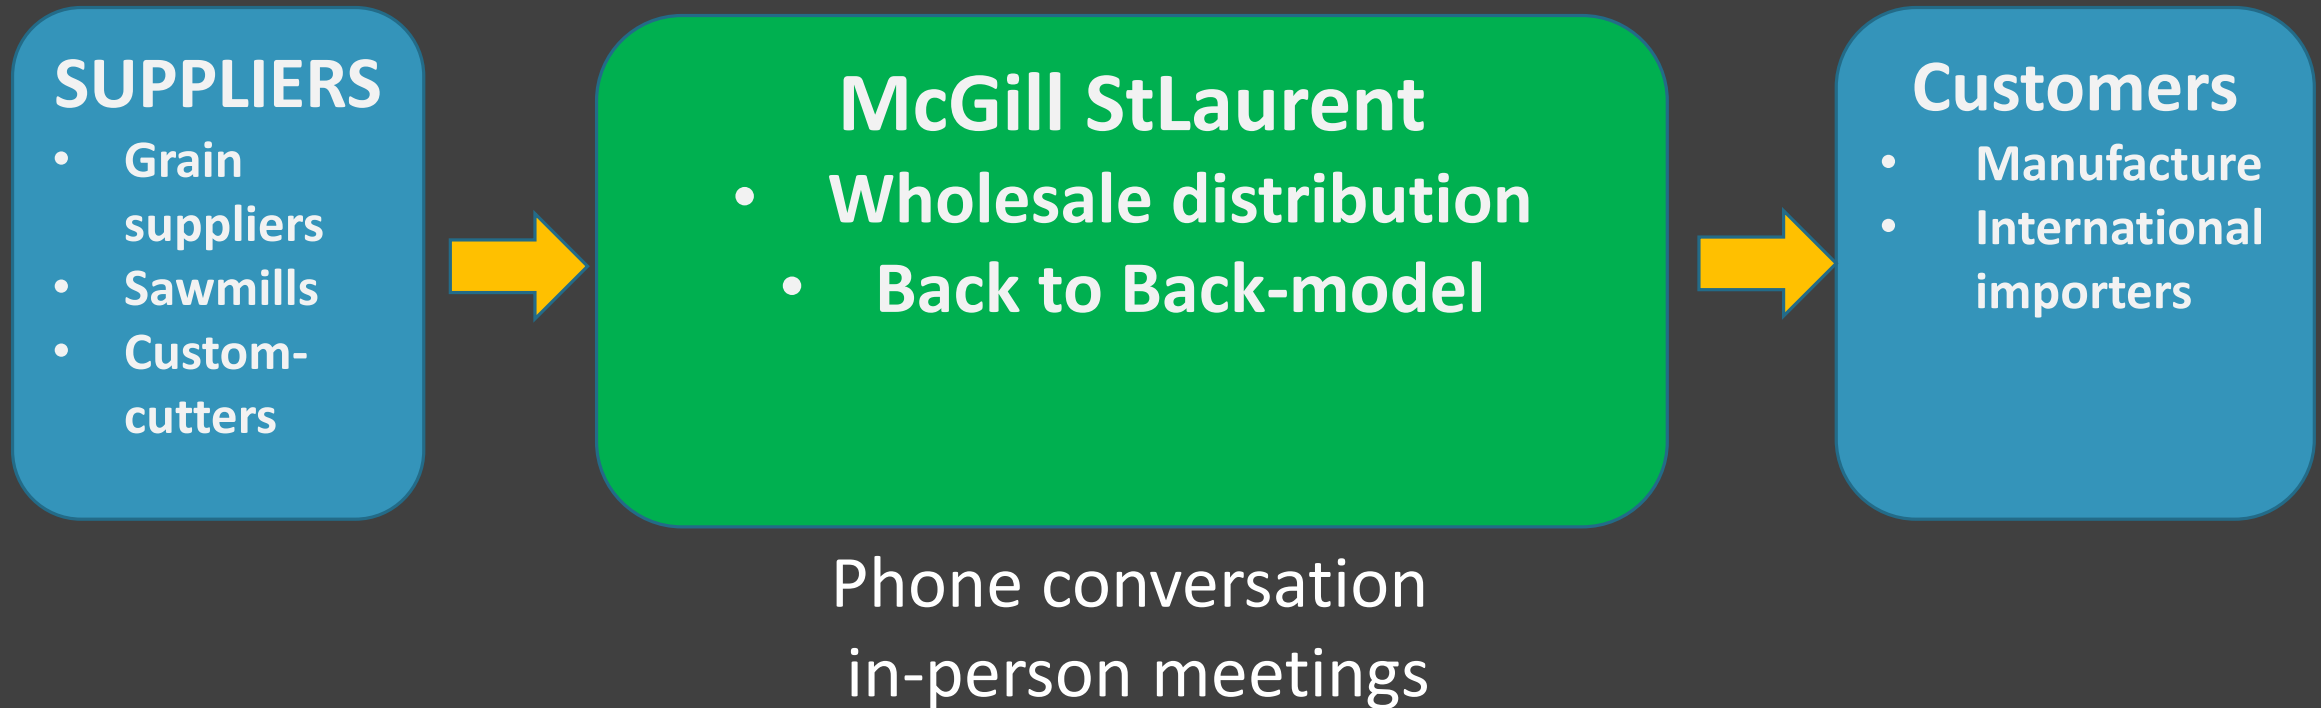 SUPPLIERS
• Grain
suppliers
• Sawmills
• Custom-
cutters
McGill StLaurent
• Wholesale distribution
• Back to Back-model
Customers
• Manufacture
• International
importers
Phone conversation
in-person meetings